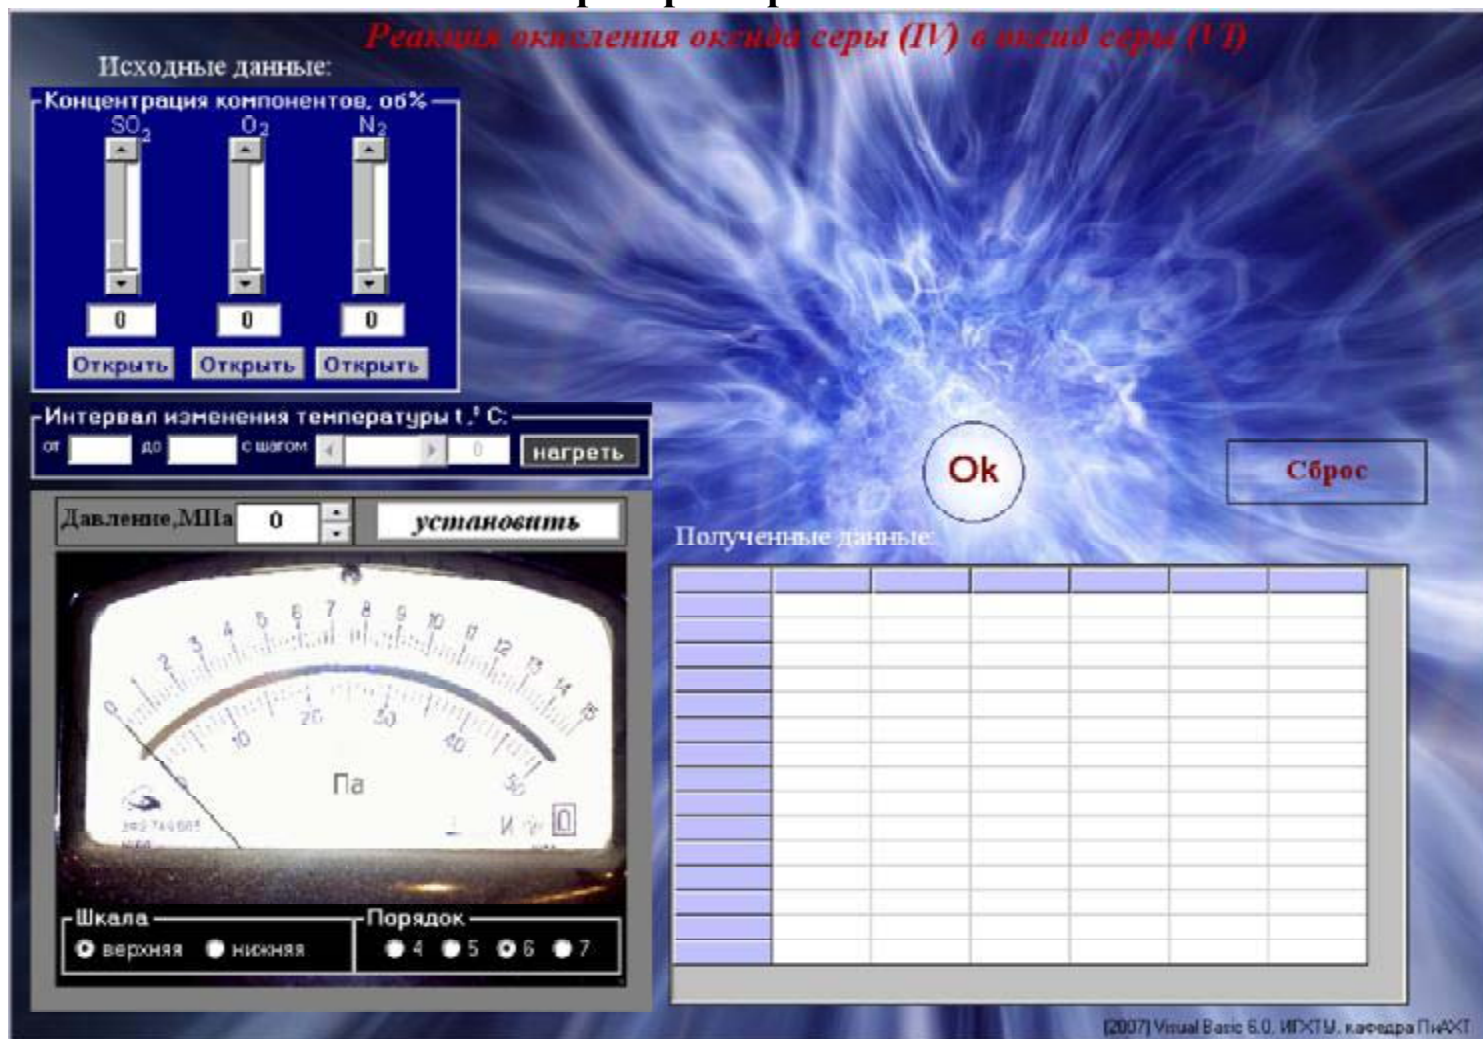 Реакция окисления оксида серы (IV) в оксид серы (VI)
Исходные данные:
Концентрация компонентов, об%
SO2 O2 N2
0 0 0
Открыть Открыть Открыть
Интервал изменения температуры t,⁰ C:
от до с шагом 0 нагреть
Ok
Сброс
Давление,МПа 0 установить
Полученные данные:
0 1 2 3 4 5 6 7 8 9 10 11 12 13 14 15
0 10 20 30 40 50
Па
Шкала Порядок
верхняя нижняя 4 5 6 7
[2007] Visual Basic 6.0, ИГХТУ, кафедра ПиАХТ